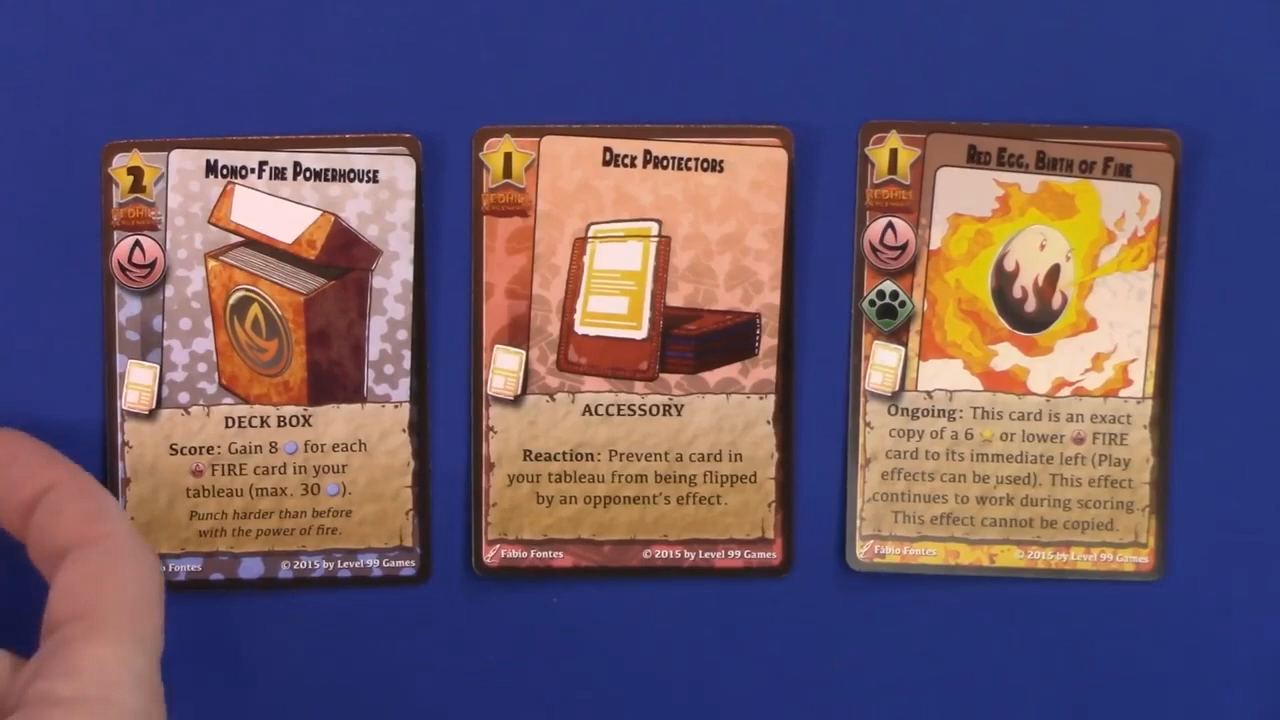 2
REDHILL
MONO-FIRE POWERHOUSE
DECK BOX
Score: Gain 8 for each
FIRE card in your
tableau (max. 30 ).
Punch harder than before
with the power of fire.
Fontes © 2015 by Level 99 Games
1
REDHILL
DECK PROTECTORS
ACCESSORY
Reaction: Prevent a card in
your tableau from being flipped
by an opponent's effect.
Fábio Fontes © 2015 by Level 99 Games
1
REDHILL
RED EGG, BIRTH OF FIRE
Ongoing: This card is an exact
copy of a 6 or lower FIRE
card to its immediate left (Play
effects can be used). This effect
continues to work during scoring.
This effect cannot be copied.
Fábio Fontes © 2015 by Level 99 Games